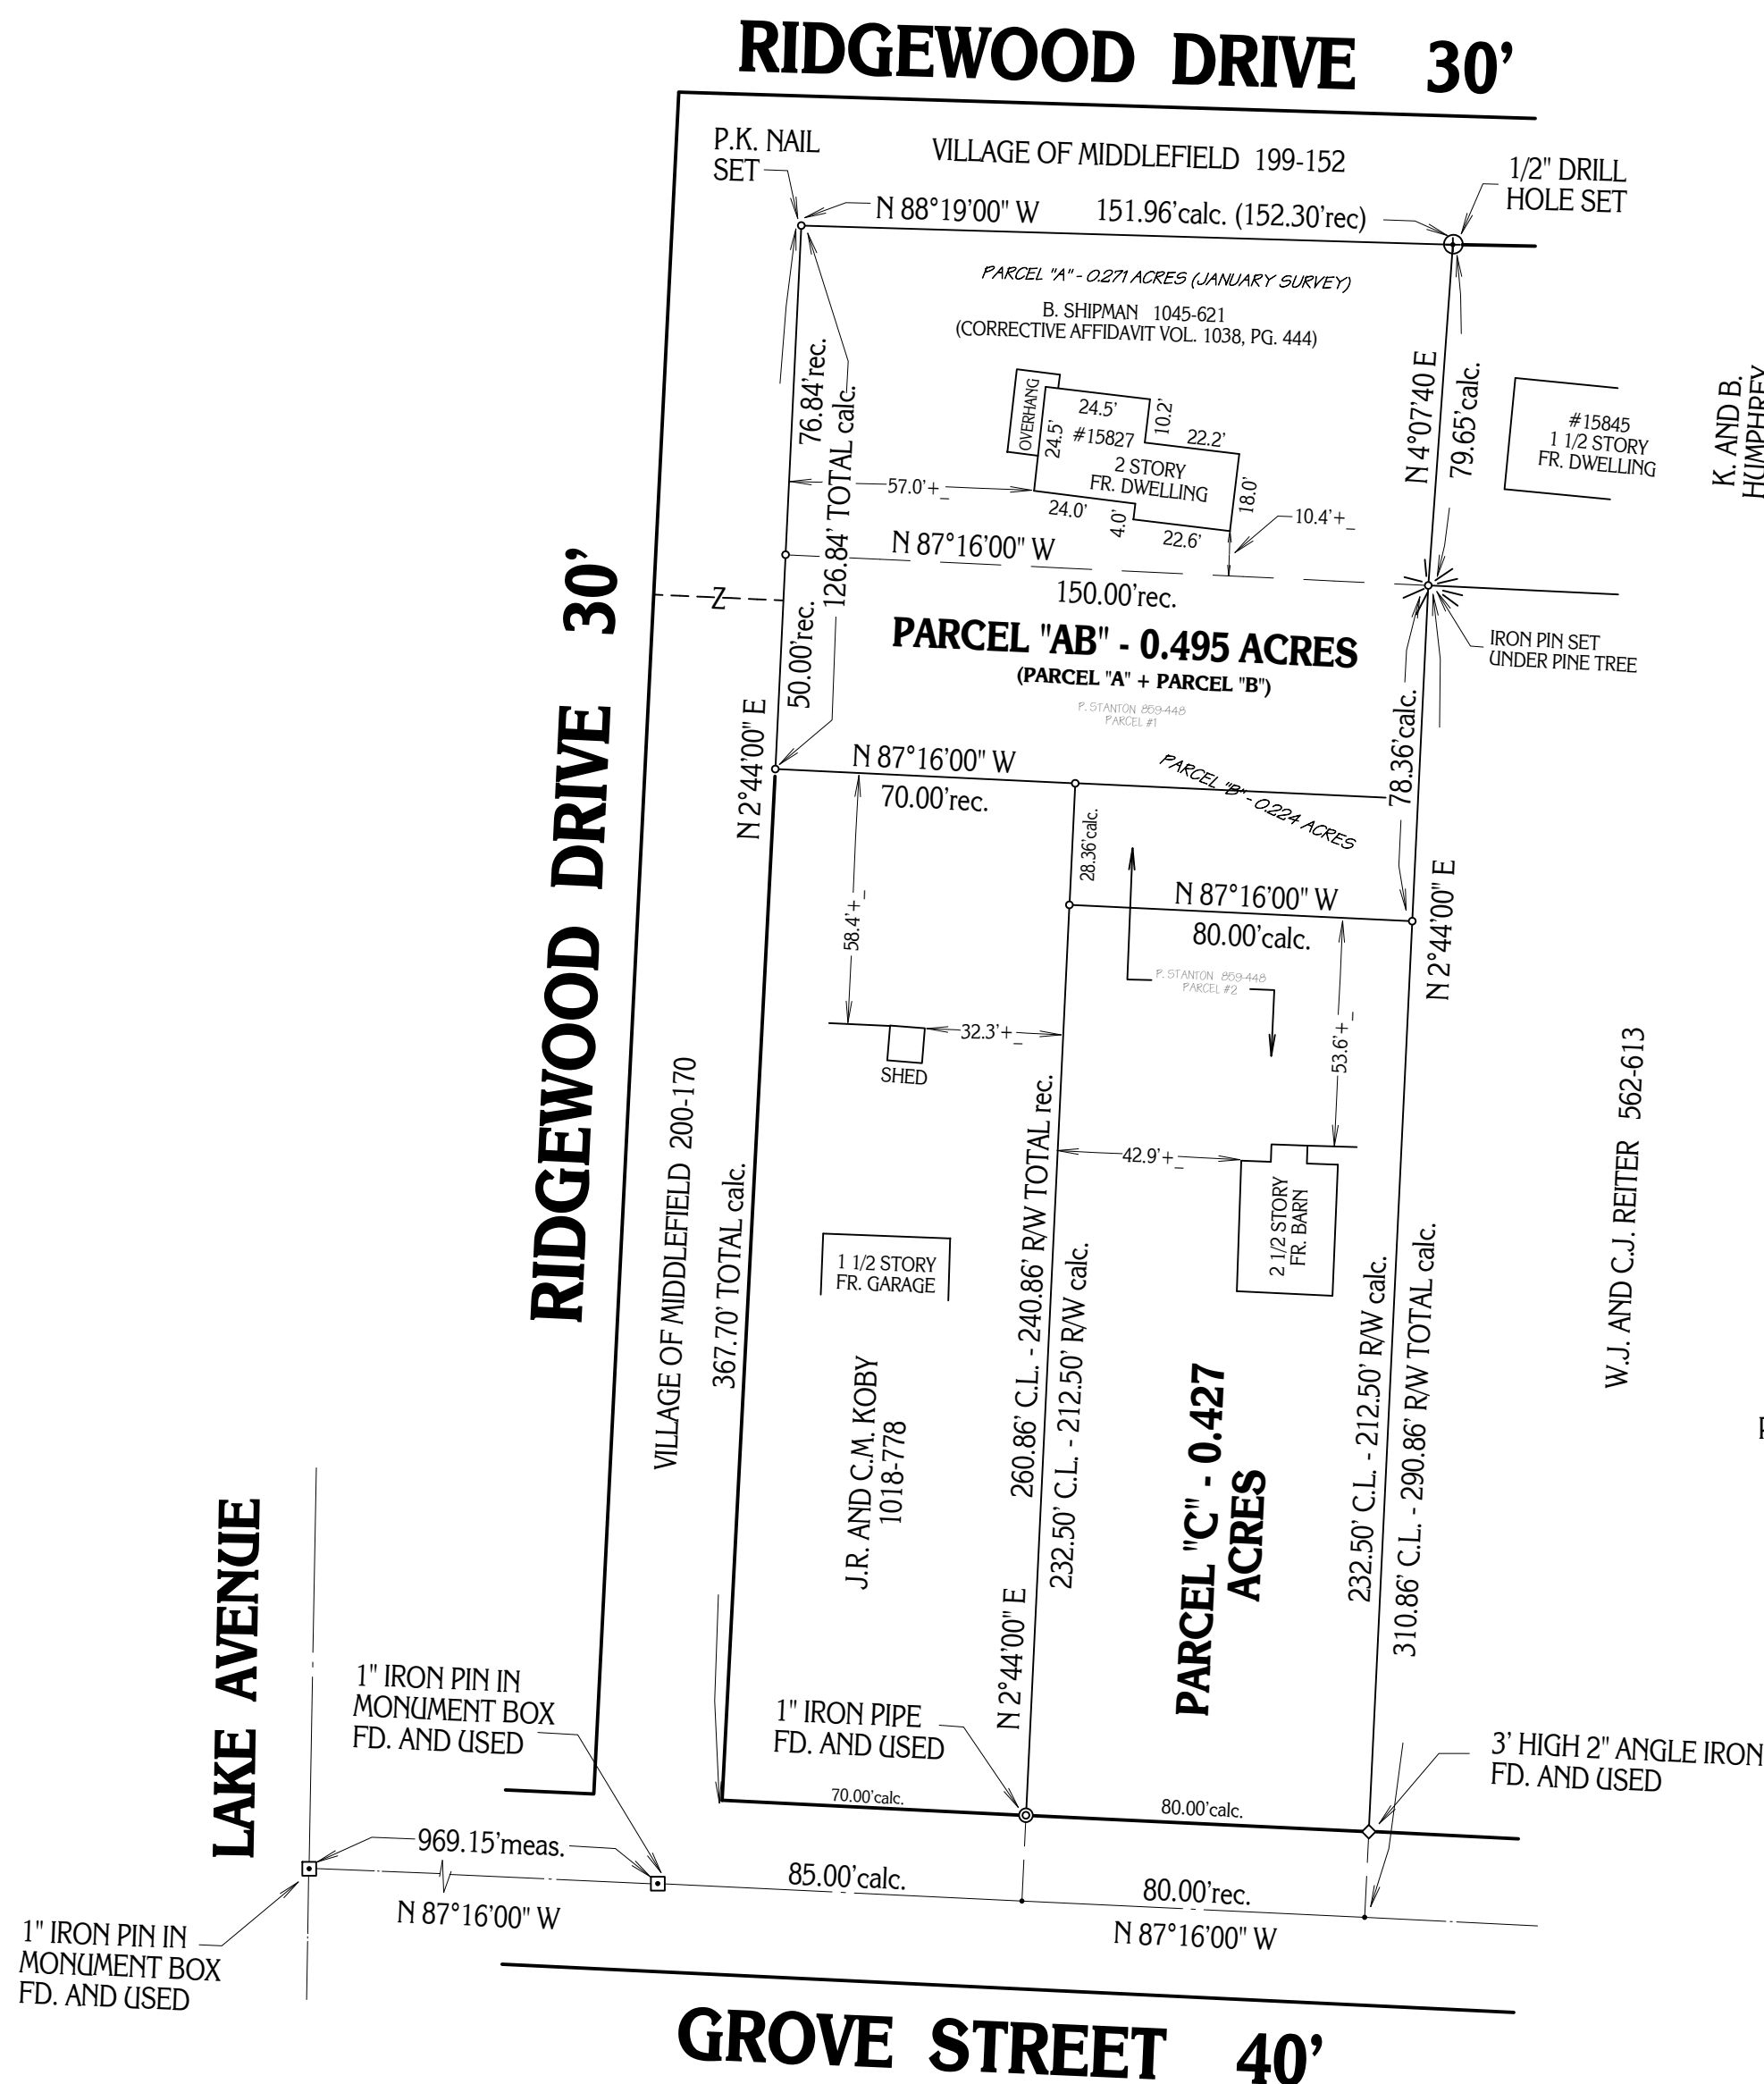 RIDGEWOOD DRIVE 30'
P.K. NAIL
SET
VILLAGE OF MIDDLEFIELD 199-152
1/2" DRILL
HOLE SET
N 88°19'00" W
151.96'calc. (152.30'rec)
PARCEL "A" - 0.271 ACRES (JANUARY SURVEY)
B. SHIPMAN 1045-621
(CORRECTIVE AFFIDAVIT VOL. 1038, PG. 444)
76.84'rec.
126.84' TOTAL calc.
OVERHANG
24.5'
24.5'
#15827
10.2'
22.2'
2 STORY
FR. DWELLING
18.0'
24.0'
4.0'
22.6'
57.0'+_
10.4'+_
N 4°07'40 E
79.65'calc.
#15845
1 1/2 STORY
FR. DWELLING
K. AND B.
HUMPHREY
N 87°16'00" W
150.00'rec.
Z
RIDGEWOOD DRIVE 30'
50.00'rec.
PARCEL "AB" - 0.495 ACRES
(PARCEL "A" + PARCEL "B")
P. STANTON 859-448
PARCEL #1
IRON PIN SET
UNDER PINE TREE
N 2°44'00" E
N 87°16'00" W
70.00'rec.
PARCEL "B" - 0.224 ACRES
78.36'calc.
28.36'calc.
N 87°16'00" W
80.00'calc.
N 2°44'00" E
58.4'+_
P. STANTON 859-448
PARCEL #2
53.6'+_
32.3'+_
SHED
42.9'+_
2 1/2 STORY
FR. BARN
1 1/2 STORY
FR. GARAGE
VILLAGE OF MIDDLEFIELD 200-170
367.70' TOTAL calc.
J.R. AND C.M. KOBY
1018-778
260.86' C.L. - 240.86' R/W TOTAL rec.
232.50' C.L. - 212.50' R/W calc.
N 2°44'00" E
PARCEL "C" - 0.427
ACRES
232.50' C.L. - 212.50' R/W calc.
310.86' C.L. - 290.86' R/W TOTAL calc.
W.J. AND C.J. REITER 562-613
LAKE AVENUE
1" IRON PIN IN
MONUMENT BOX
FD. AND USED
1" IRON PIPE
FD. AND USED
3' HIGH 2" ANGLE IRON
FD. AND USED
70.00'calc.
80.00'calc.
969.15'meas.
85.00'calc.
80.00'rec.
N 87°16'00" W
N 87°16'00" W
1" IRON PIN IN
MONUMENT BOX
FD. AND USED
GROVE STREET 40'